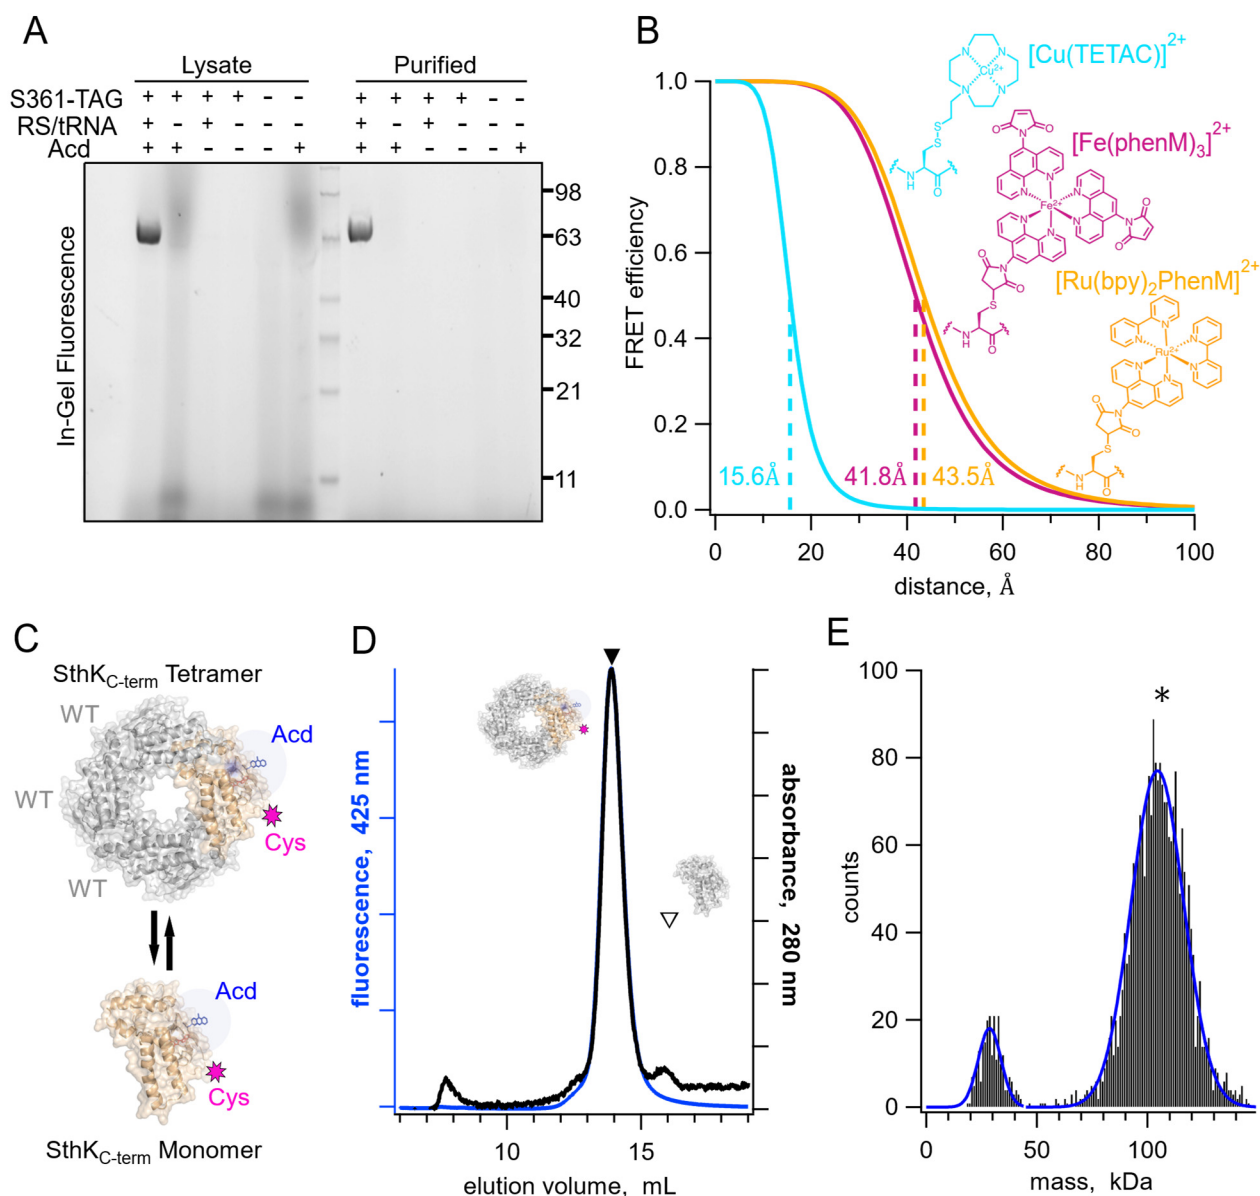 A
Lysate Purified
S361-TAG + + + + - - + + + + - -
RS/tRNA + - + - - - + - + - - -
Acd + + - - - + + + - - - +
In-Gel Fluorescence
98
63
40
32
21
11
B
[Cu(TETAC)]2+
[Fe(phenM)3]2+
[Ru(bpy)2PhenM]2+
FRET efficiency
1.0
0.8
0.6
0.4
0.2
0.0
15.6Å
41.8Å
43.5Å
0 20 40 60 80 100
distance, Å
C
SthKC-term Tetramer
WT
WT
WT
Acd
Cys
Acd
Cys
SthKC-term Monomer
D
fluorescence, 425 nm
absorbance, 280 nm
10 15
elution volume, mL
E
*
counts
100
80
60
40
20
0
0 50 100
mass, kDa